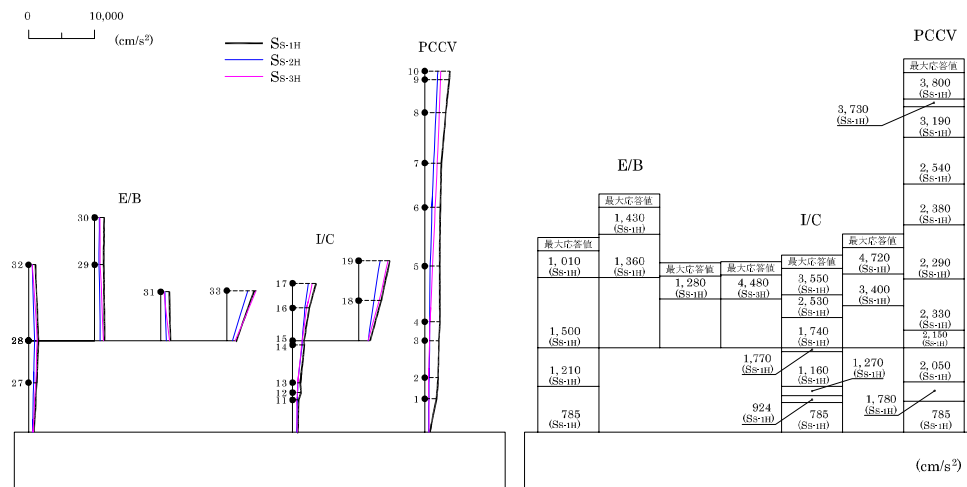 0 10,000
(cm/s²)
Ss-1H
Ss-2H
Ss-3H
PCCV
10
9
8
7
6
5
4
3
2
1
E/B
30
29
32
31
33
28
27
I/C
19
18
17
16
15
14
13
12
11
PCCV
最大応答値
3,800
(Ss-1H)
3,730
(Ss-1H)
3,190
(Ss-1H)
2,540
(Ss-1H)
2,380
(Ss-1H)
2,290
(Ss-1H)
2,330
(Ss-1H)
2,150
(Ss-1H)
2,050
(Ss-1H)
1,780
(Ss-1H)
785
(Ss-1H)
E/B
最大応答値
1,010
(Ss-1H)
1,500
(Ss-1H)
1,210
(Ss-1H)
785
(Ss-1H)
最大応答値
1,430
(Ss-1H)
1,360
(Ss-1H)
最大応答値
1,280
(Ss-1H)
最大応答値
4,480
(Ss-3H)
I/C
最大応答値
3,550
(Ss-1H)
2,530
(Ss-1H)
1,740
(Ss-1H)
1,770
(Ss-1H)
1,160
(Ss-1H)
1,270
(Ss-1H)
924
(Ss-1H)
785
(Ss-1H)
最大応答値
4,720
(Ss-1H)
3,400
(Ss-1H)
(cm/s²)